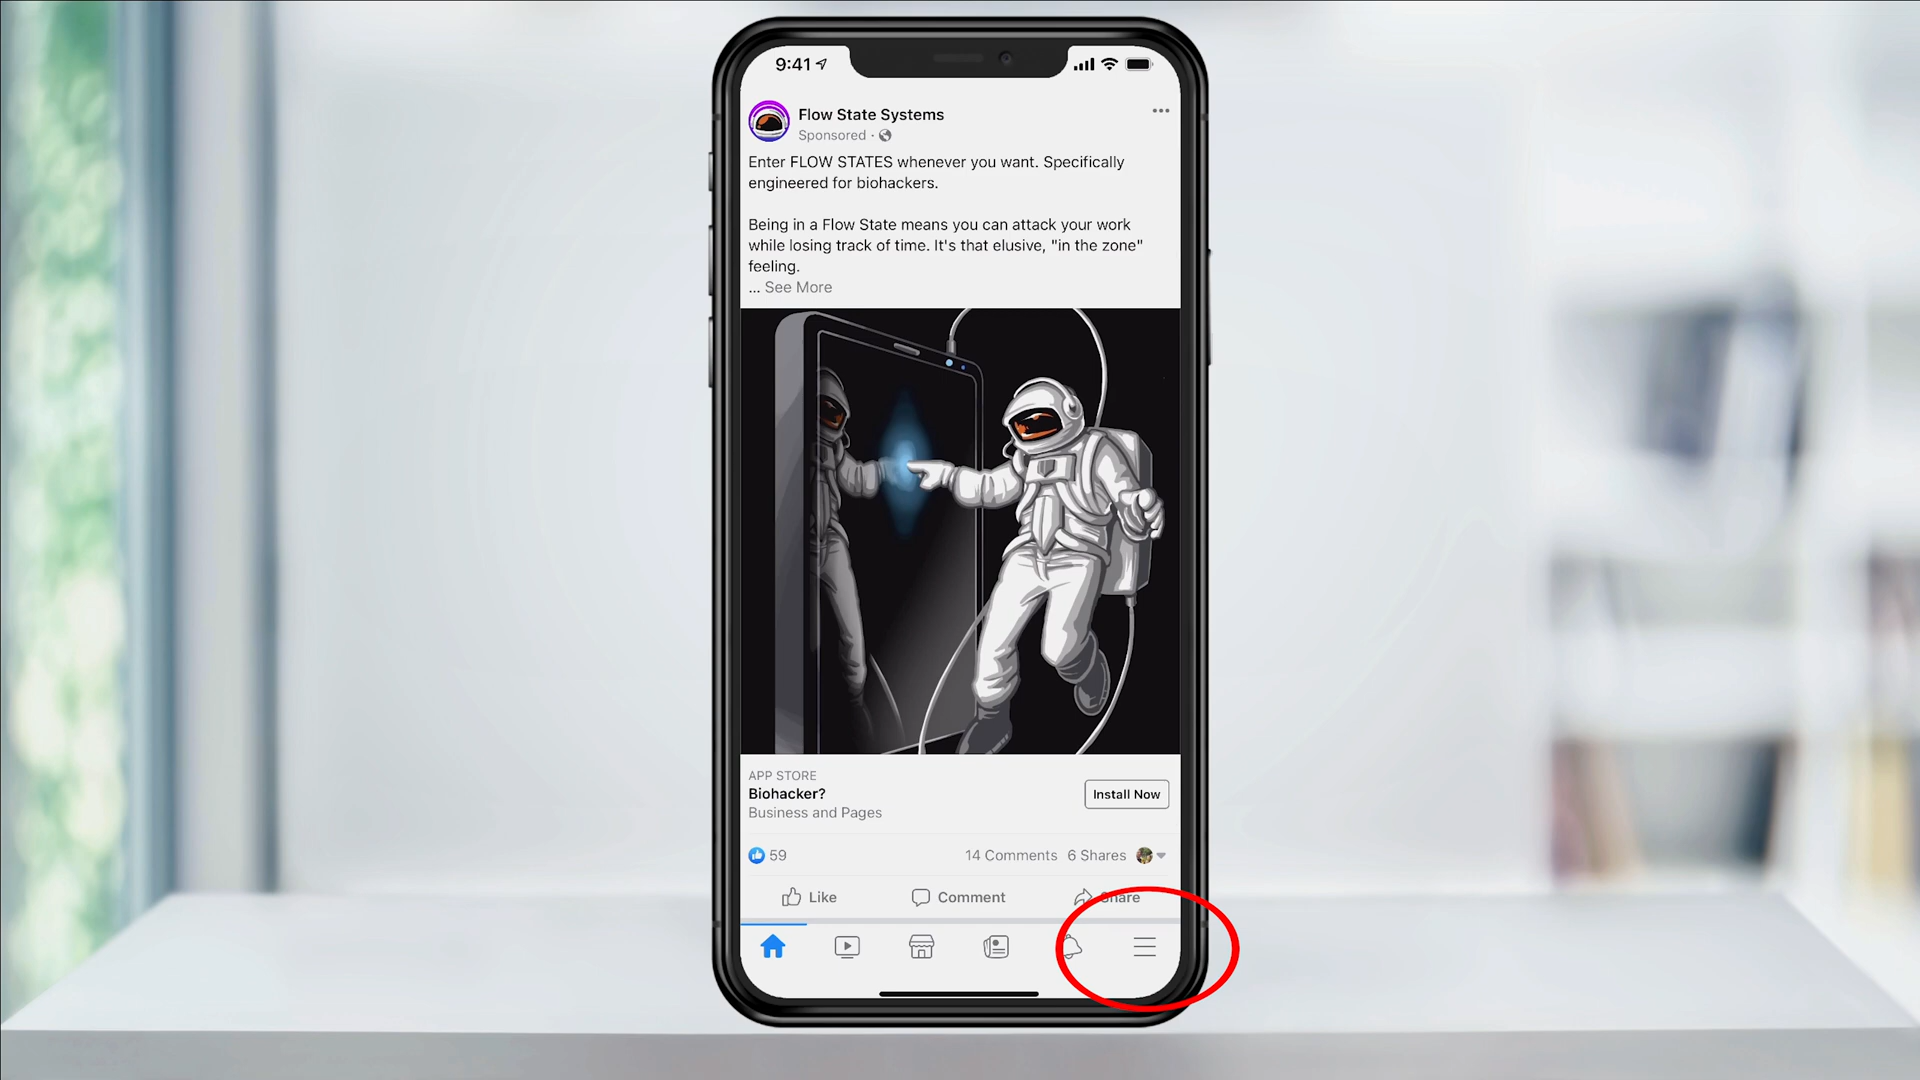 9:41
Flow State Systems
Sponsored ·
Enter FLOW STATES whenever you want. Specifically
engineered for biohackers.
Being in a Flow State means you can attack your work
while losing track of time. It's that elusive, "in the zone"
feeling.
... See More
APP STORE
Biohacker?
Business and Pages
Install Now
59
14 Comments 6 Shares
Like
Comment
Share